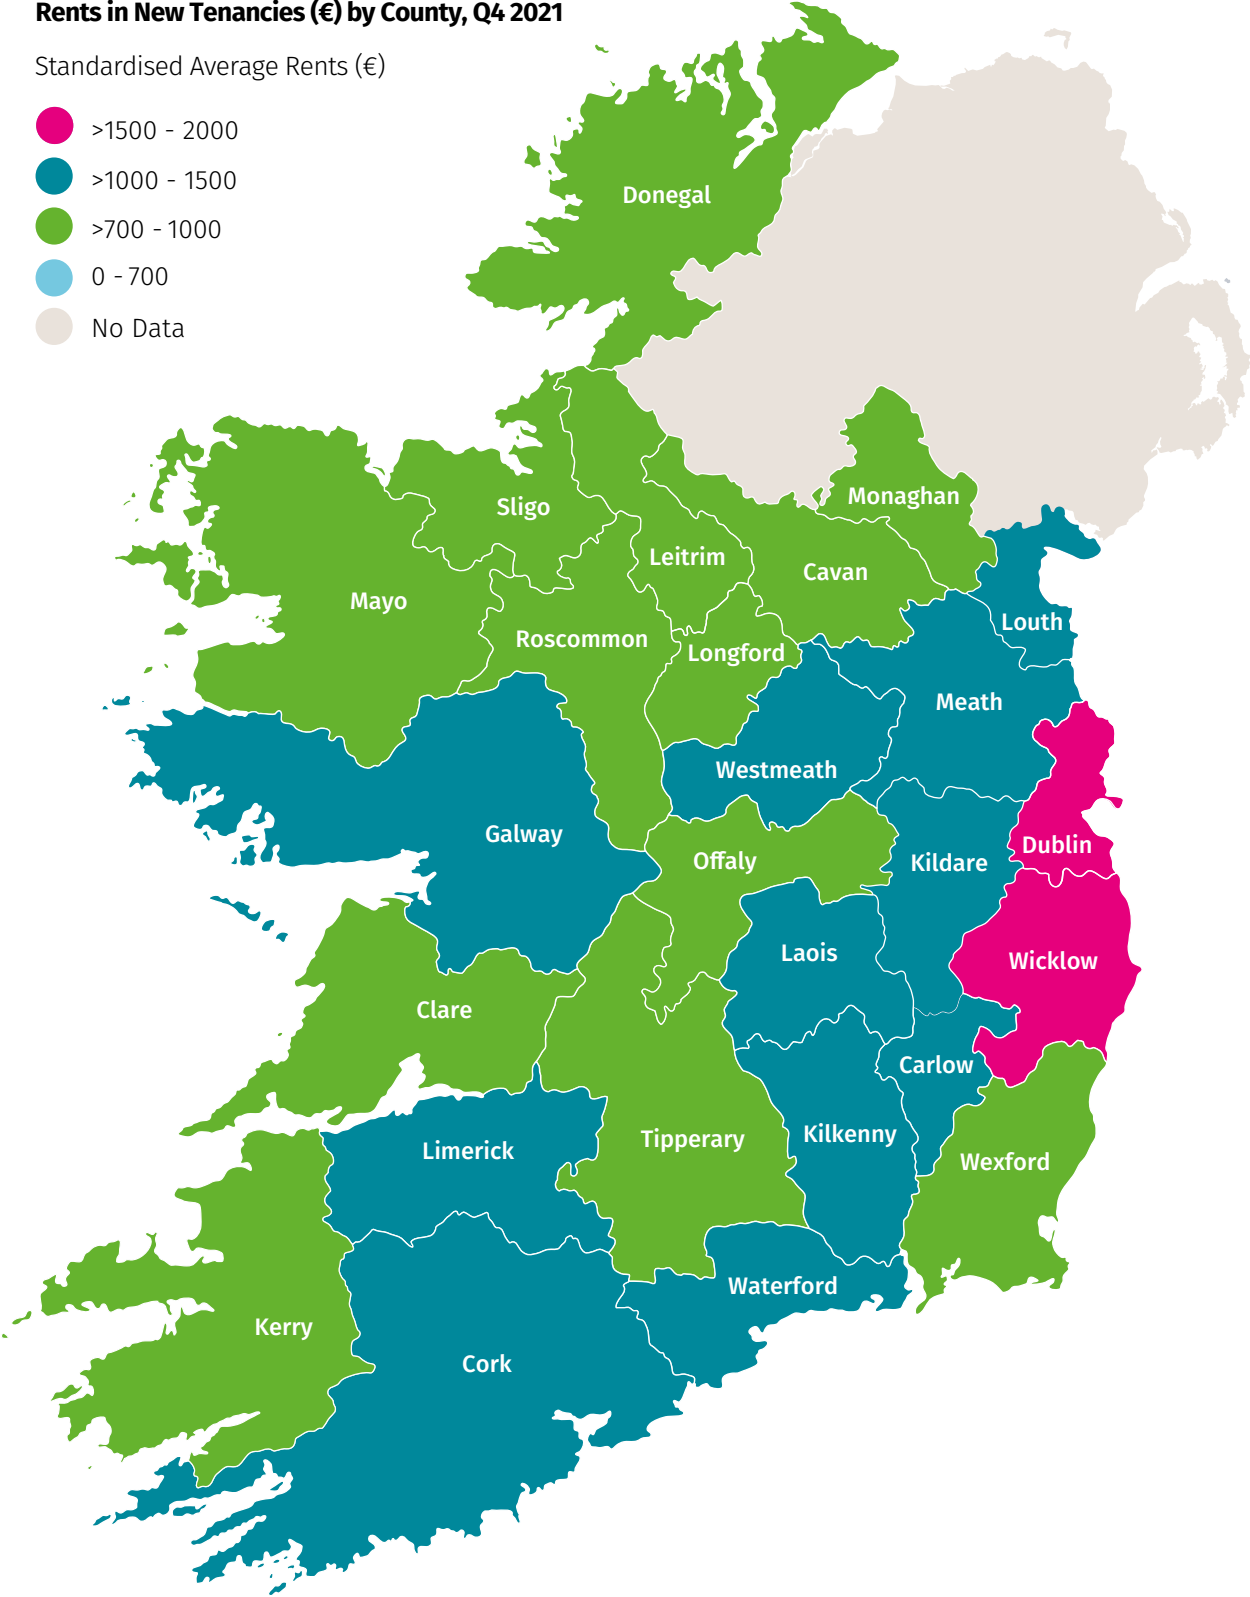 Rents in New Tenancies (€) by County, Q4 2021
Standardised Average Rents (€)
>1500 - 2000
>1000 - 1500
>700 - 1000
0 - 700
No Data
Donegal
Monaghan
Sligo
Leitrim
Cavan
Mayo
Louth
Roscommon
Longford
Meath
Westmeath
Galway
Dublin
Offaly
Kildare
Laois
Wicklow
Clare
Carlow
Kilkenny
Tipperary
Limerick
Wexford
Waterford
Kerry
Cork